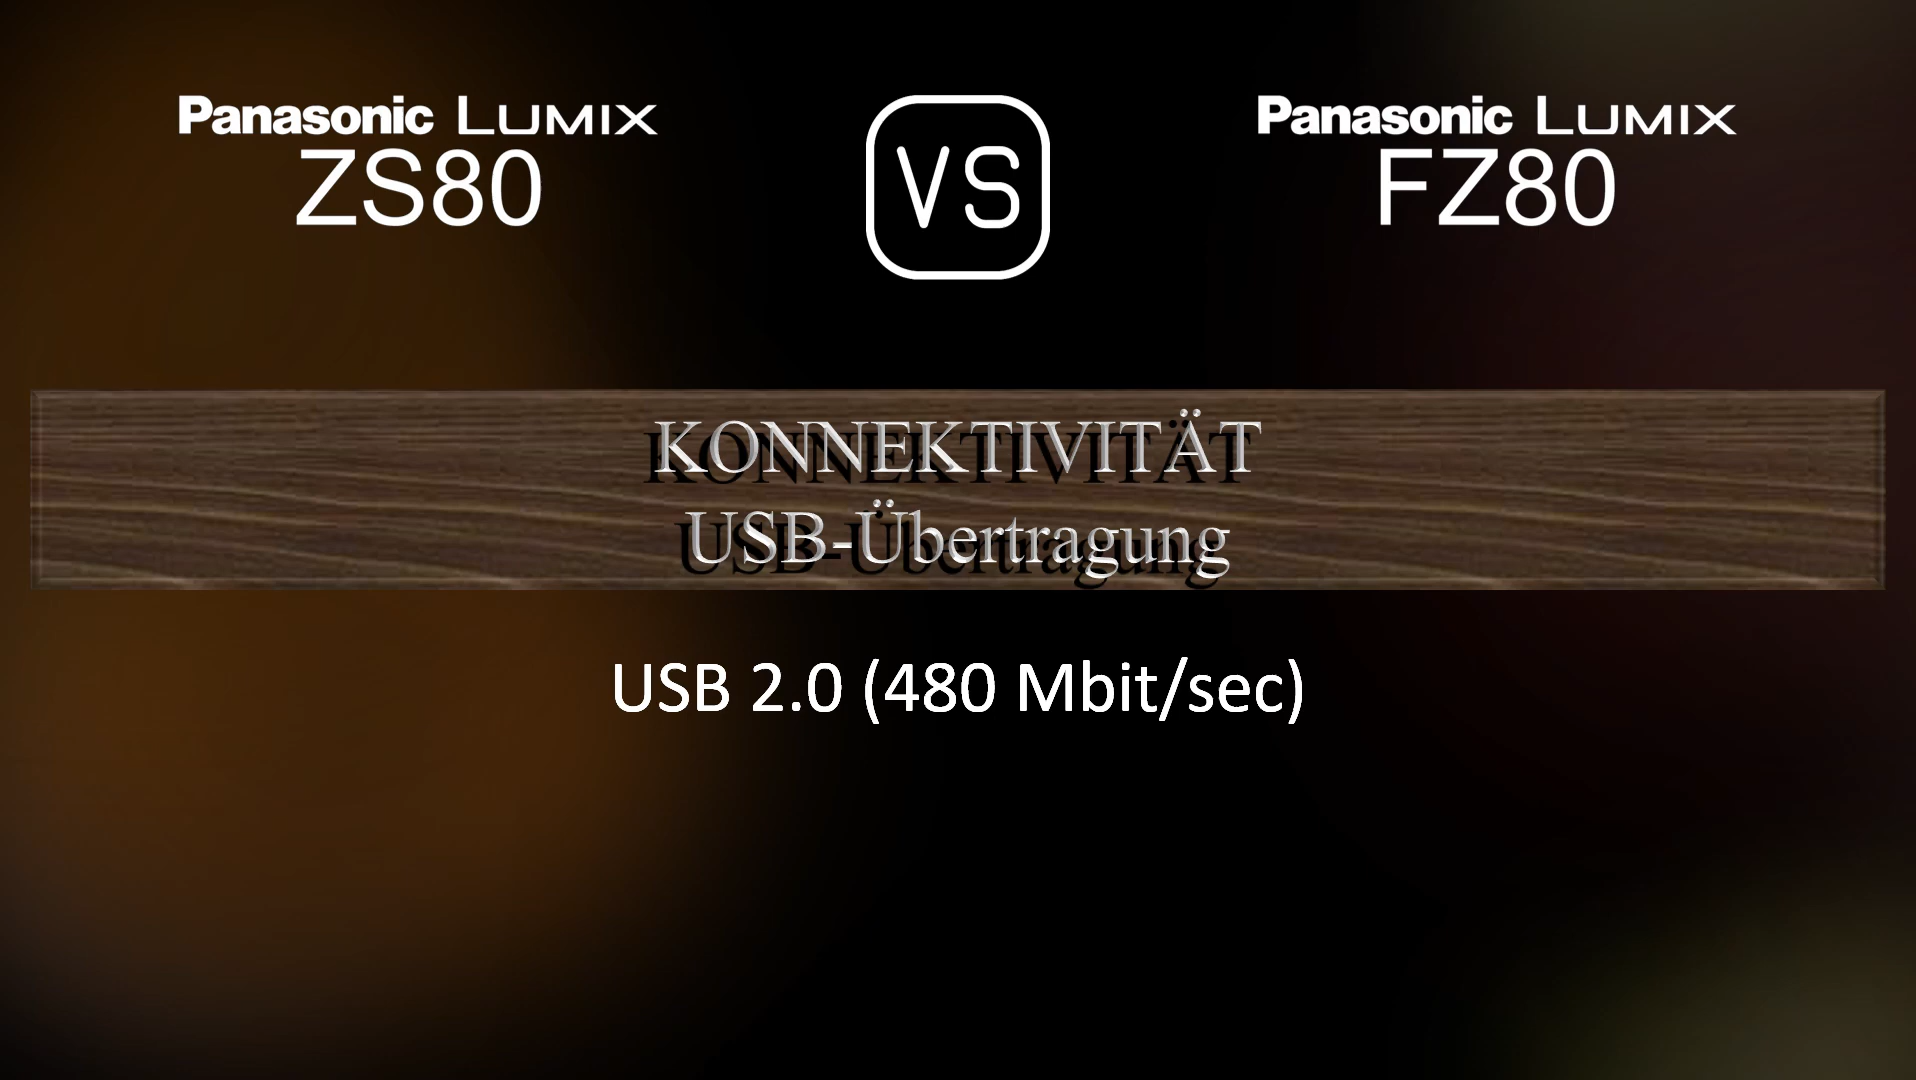 Panasonic LUMIX
ZS80
VS
Panasonic LUMIX
FZ80
KONNEKTIVITÄT
USB-Übertragung
USB 2.0 (480 Mbit/sec)